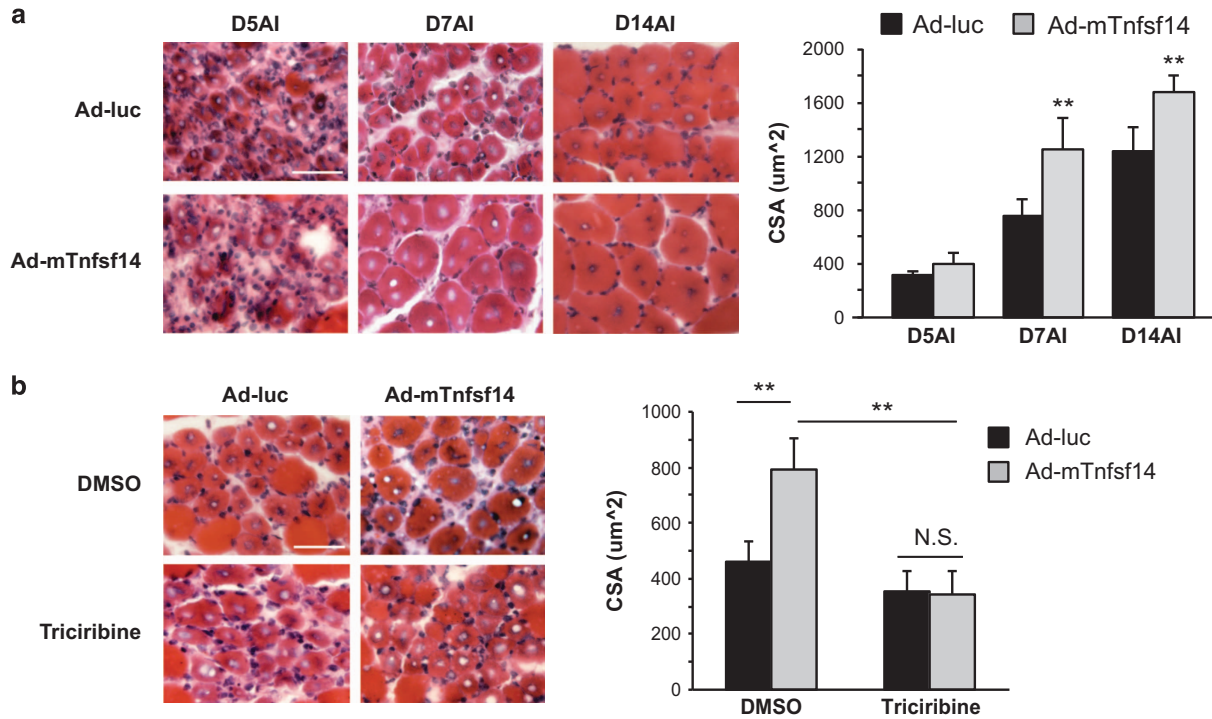 a
D5AI D7AI D14AI
Ad-luc
Ad-mTnfsf14
Ad-luc Ad-mTnfsf14
CSA (um^2)
2000
1600
1200
800
400
0
** **
D5AI D7AI D14AI
b
Ad-luc Ad-mTnfsf14
DMSO
Triciribine
CSA (um^2)
1000
800
600
400
200
0
**
**
N.S.
Ad-luc
Ad-mTnfsf14
DMSO Triciribine